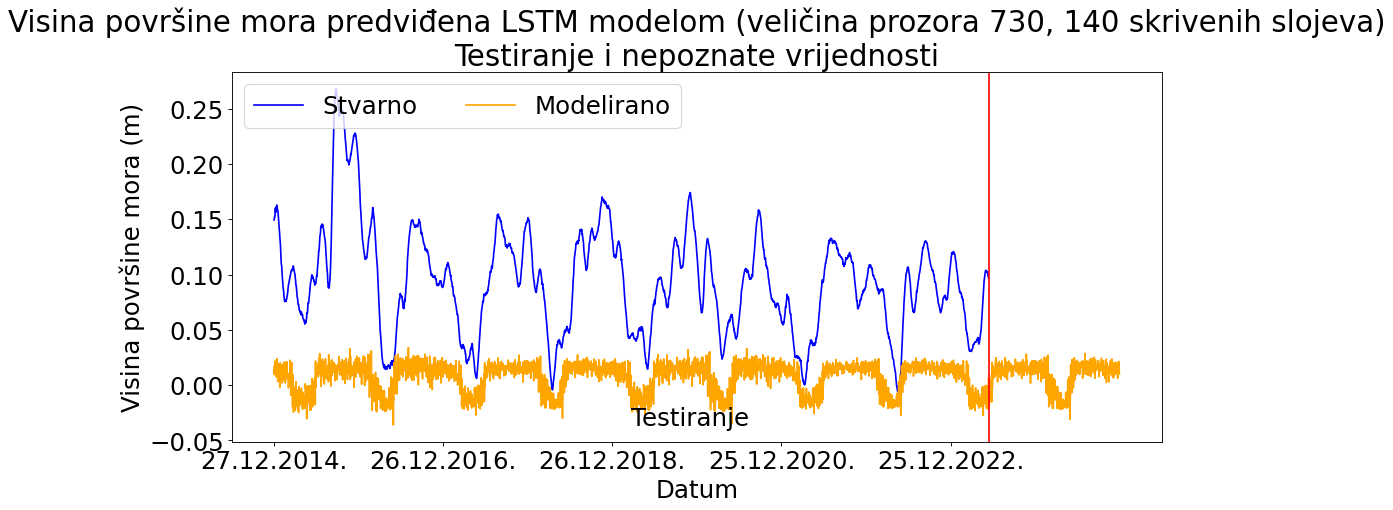 Visina površine mora predviđena LSTM modelom (veličina prozora 730, 140 skrivenih slojeva)
Testiranje i nepoznate vrijednosti
Stvarno
Modelirano
Visina površine mora (m)
0.25
0.20
0.15
0.10
0.05
0.00
−0.05
Testiranje
27.12.2014.
26.12.2016.
26.12.2018.
25.12.2020.
25.12.2022.
Datum